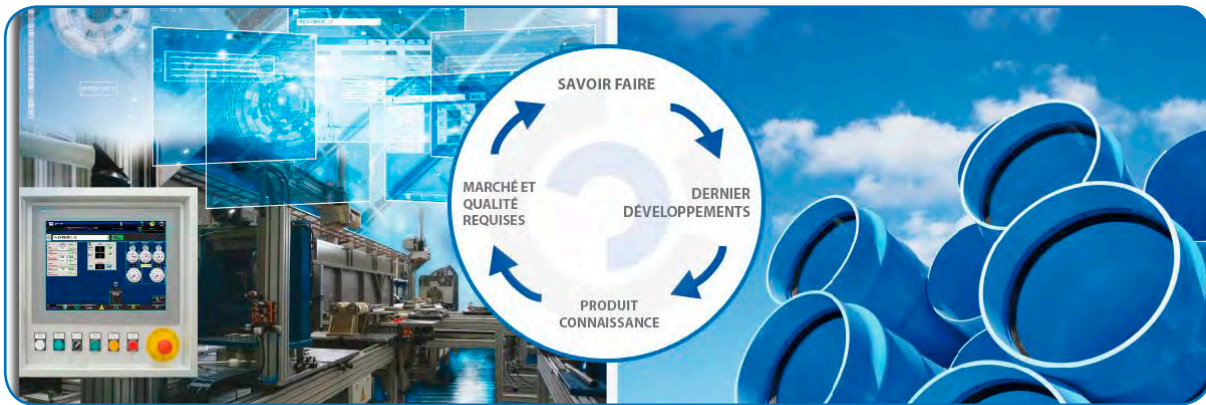 SAVOIR FAIRE
DERNIER
DÉVELOPPEMENTS
PRODUIT
CONNAISSANCE
MARCHÉ ET
QUALITÉ
REQUISES